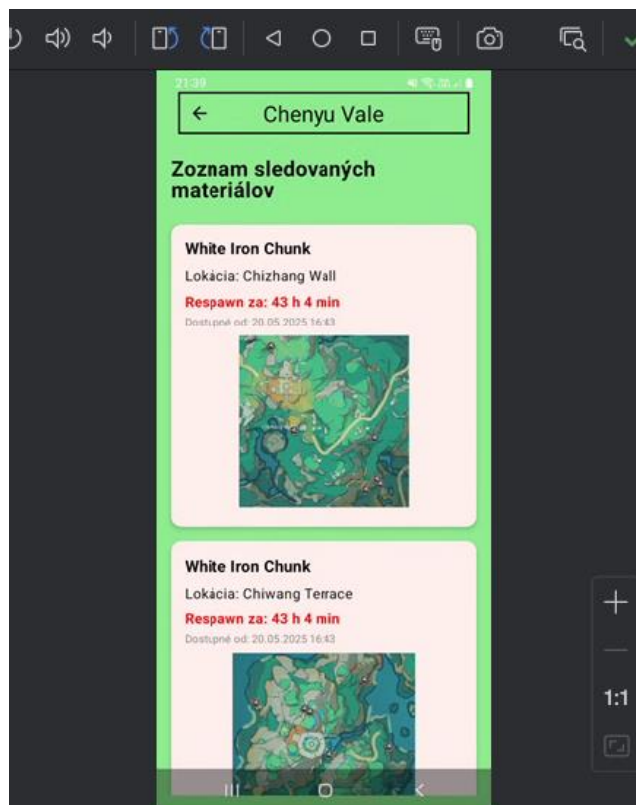 21:39
Chenyu Vale
Zoznam sledovaných
materiálov
White Iron Chunk
Lokácia: Chizhang Wall
Respawn za: 43 h 4 min
Dostupné od: 20.05.2025 16:43
White Iron Chunk
Lokácia: Chiwang Terrace
Respawn za: 43 h 4 min
Dostupné od: 20.05.2025 16:43
1:1